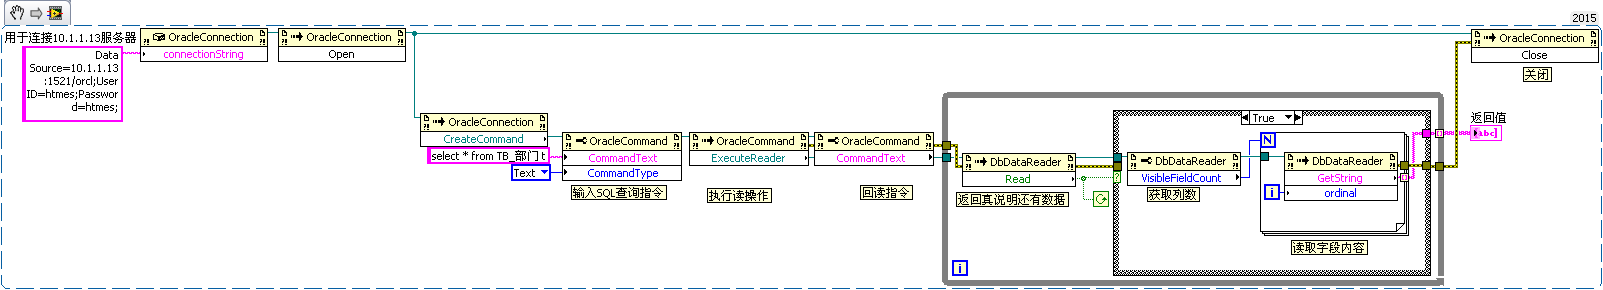 2015
用于连接10.1.1.13服务器
Data
Source=10.1.1.13
:1521/orcl;User
ID=htmes;Passwor
d=htmes;
OracleConnection
connectionString
OracleConnection
Open
OracleConnection
CreateCommand
select * from TB_部门 t
Text
OracleCommand
CommandText
CommandType
输入SQL查询指令
OracleCommand
ExecuteReader
执行读操作
OracleCommand
CommandText
回读指令
DbDataReader
Read
返回真说明还有数据
i
True
DbDataReader
VisibleFieldCount
获取列数
N
i
DbDataReader
GetString
ordinal
读取字段内容
OracleConnection
Close
关闭
返回值
abc